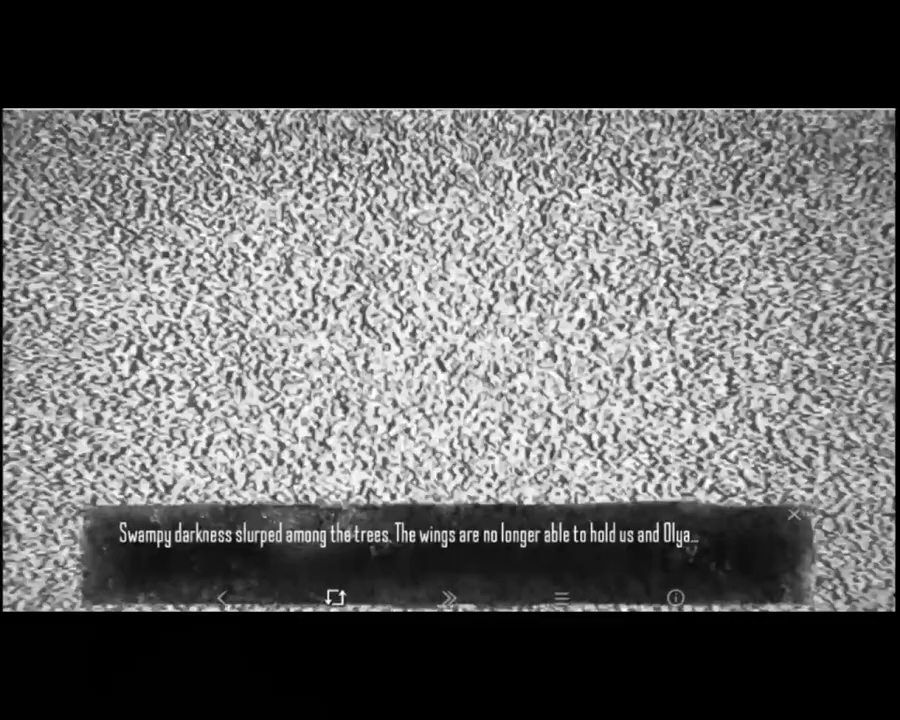 Swampy darkness slurped among the trees. The wings are no longer able to hold us and Olya...